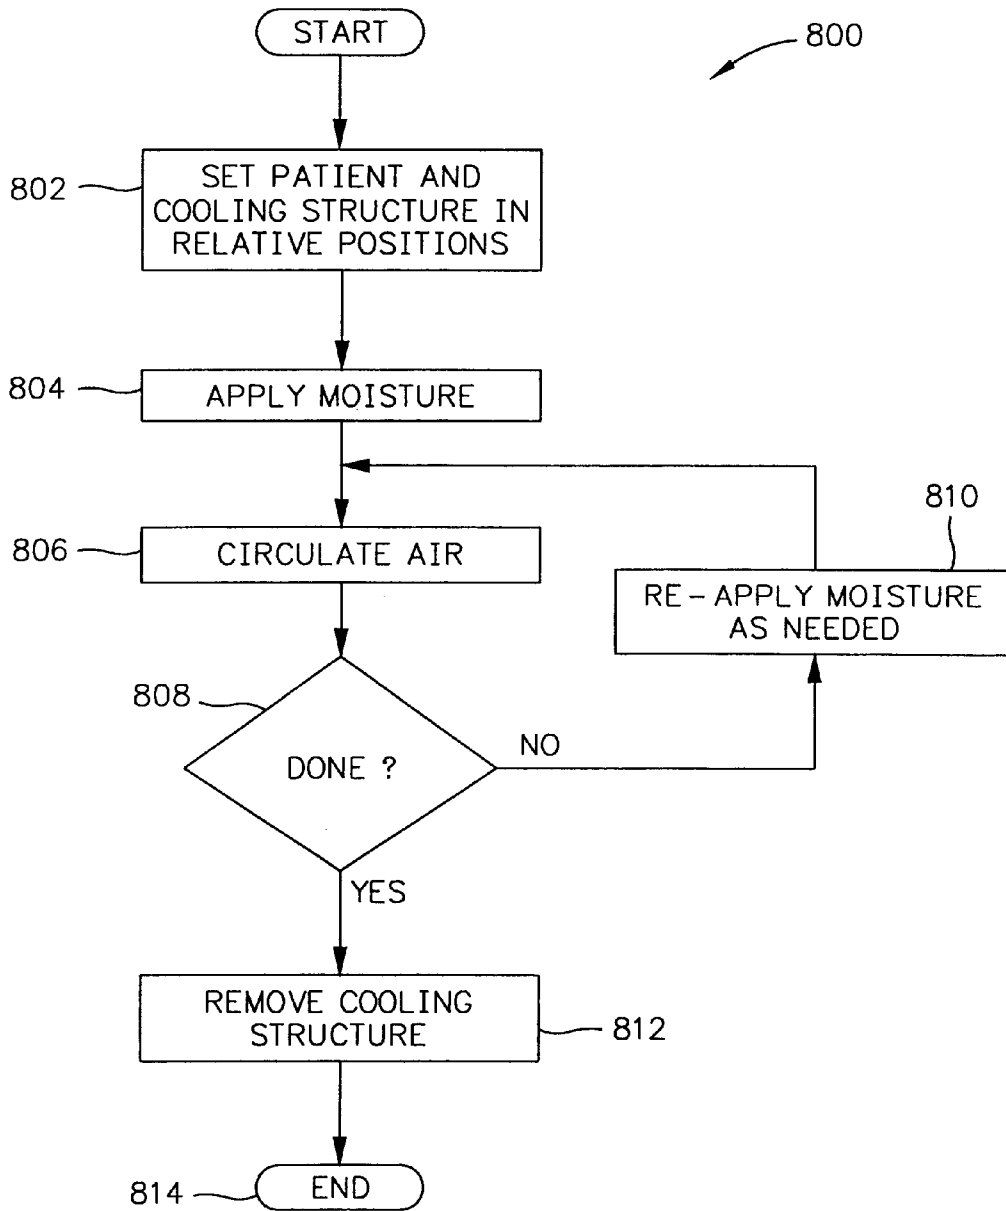 START
800
802
SET PATIENT AND
COOLING STRUCTURE IN
RELATIVE POSITIONS
804
APPLY MOISTURE
806
CIRCULATE AIR
810
RE-APPLY MOISTURE
AS NEEDED
808
DONE ?
NO
YES
REMOVE COOLING
STRUCTURE
812
814
END